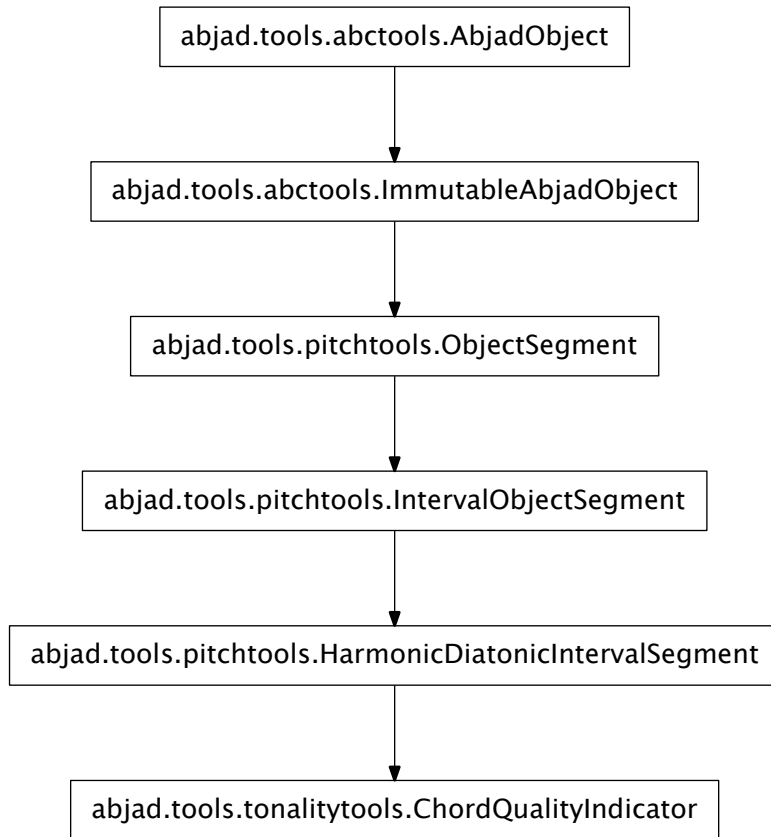 abjad.tools.abctools.AbjadObject
abjad.tools.abctools.ImmutableAbjadObject
abjad.tools.pitchtools.ObjectSegment
abjad.tools.pitchtools.IntervalObjectSegment
abjad.tools.pitchtools.HarmonicDiatonicIntervalSegment
abjad.tools.tonalitytools.ChordQualityIndicator